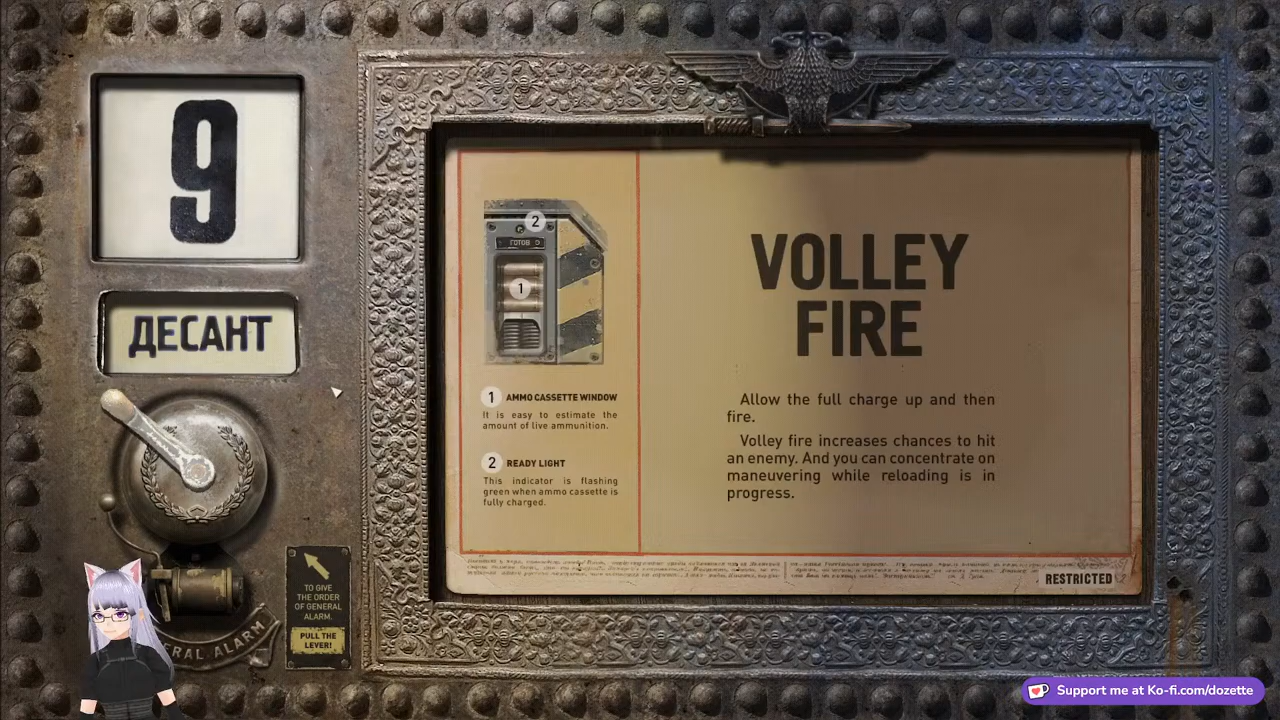 9
ДЕСАНТ
ERAL ALARM
TO GIVE
THE ORDER
OF GENERAL
ALARM.
PULL THE
LEVER!
2
ГОТОВ
1
1 AMMO CASSETTE WINDOW
It is easy to estimate the
amount of live ammunition.
2 READY LIGHT
This indicator is flashing
green when ammo cassette is
fully charged.
VOLLEY
FIRE
Allow the full charge up and then
fire.
Volley fire increases chances to hit
an enemy. And you can concentrate on
maneuvering while reloading is in
progress.
RESTRICTED
Support me at Ko-fi.com/dozette